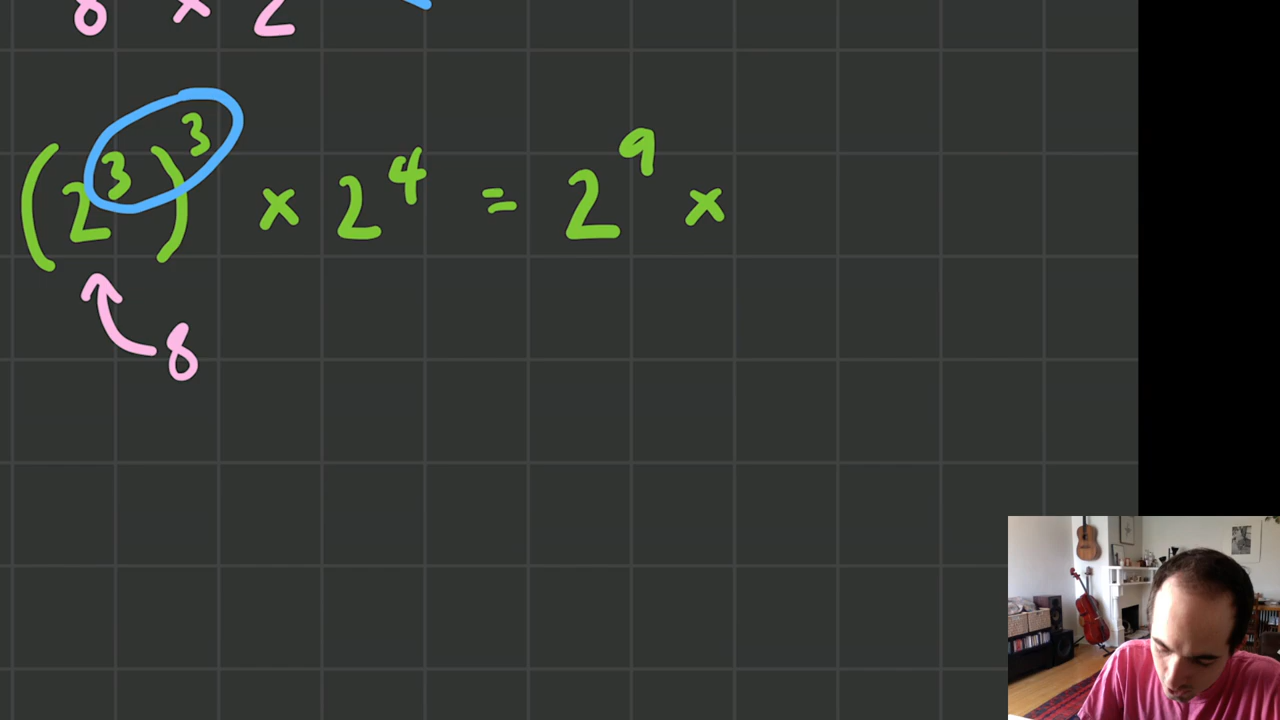 8 × 2
(2³)³ × 2⁴ = 2⁹ ×
8